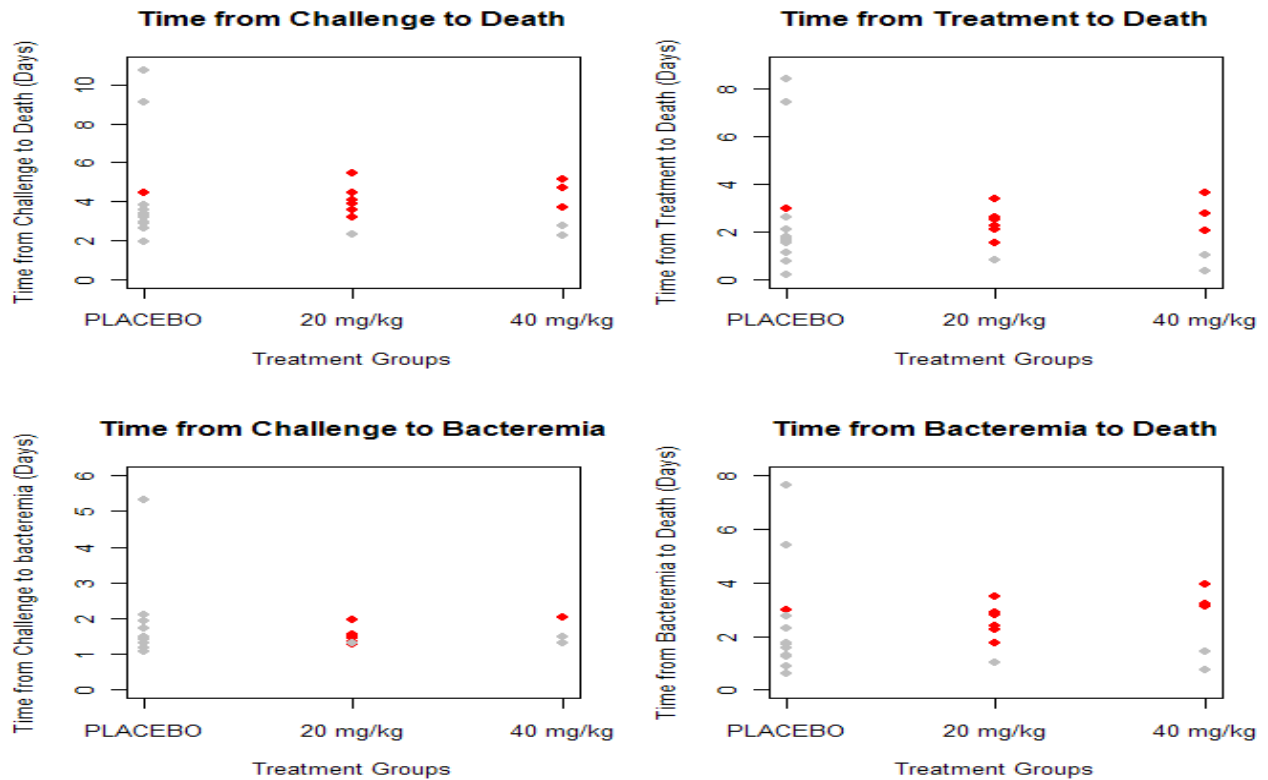 Time from Challenge to Death
Time from Challenge to Death (Days)
0 2 4 6 8 10
PLACEBO 20 mg/kg 40 mg/kg
Treatment Groups
Time from Treatment to Death
Time from Treatment to Death (Days)
0 2 4 6 8
PLACEBO 20 mg/kg 40 mg/kg
Treatment Groups
Time from Challenge to Bacteremia
Time from Challenge to bacteremia (Days)
0 1 2 3 4 5 6
PLACEBO 20 mg/kg 40 mg/kg
Treatment Groups
Time from Bacteremia to Death
Time from Bacteremia to Death (Days)
0 2 4 6 8
PLACEBO 20 mg/kg 40 mg/kg
Treatment Groups